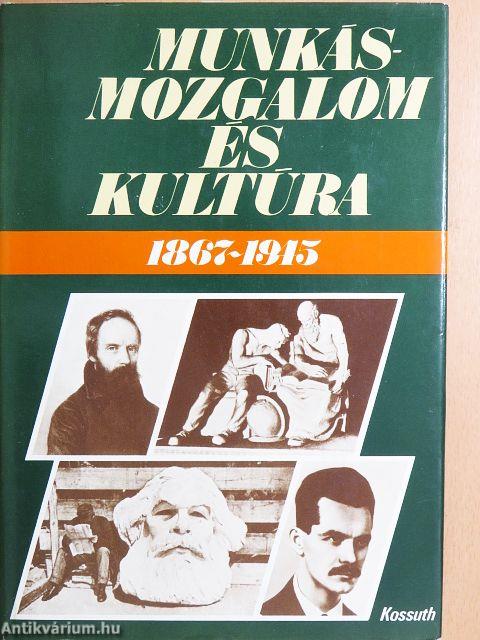 MUNKÁS-
MOZGALOM
ÉS
KULTÚRA
1867-1945
Kossuth
Antikvárium.hu